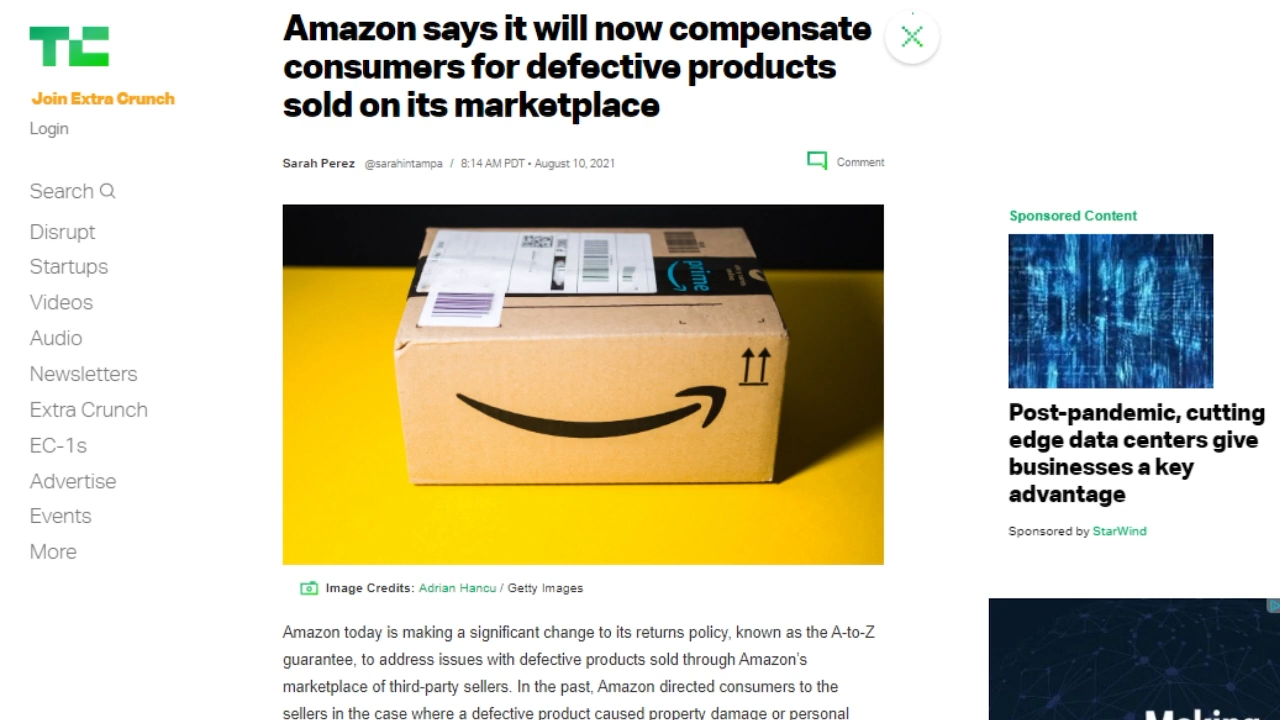 TC
Join Extra Crunch
Login
Search
Disrupt
Startups
Videos
Audio
Newsletters
Extra Crunch
EC-1s
Advertise
Events
More
Amazon says it will now compensate
consumers for defective products
sold on its marketplace
Sarah Perez @sarahintampa / 8:14 AM PDT • August 10, 2021
Comment
prime
Image Credits: Adrian Hancu / Getty Images
Amazon today is making a significant change to its returns policy, known as the A-to-Z
guarantee, to address issues with defective products sold through Amazon's
marketplace of third-party sellers. In the past, Amazon directed consumers to the
sellers in the case where a defective product caused property damage or personal
Sponsored Content
Post-pandemic, cutting
edge data centers give
businesses a key
advantage
Sponsored by StarWind
Making